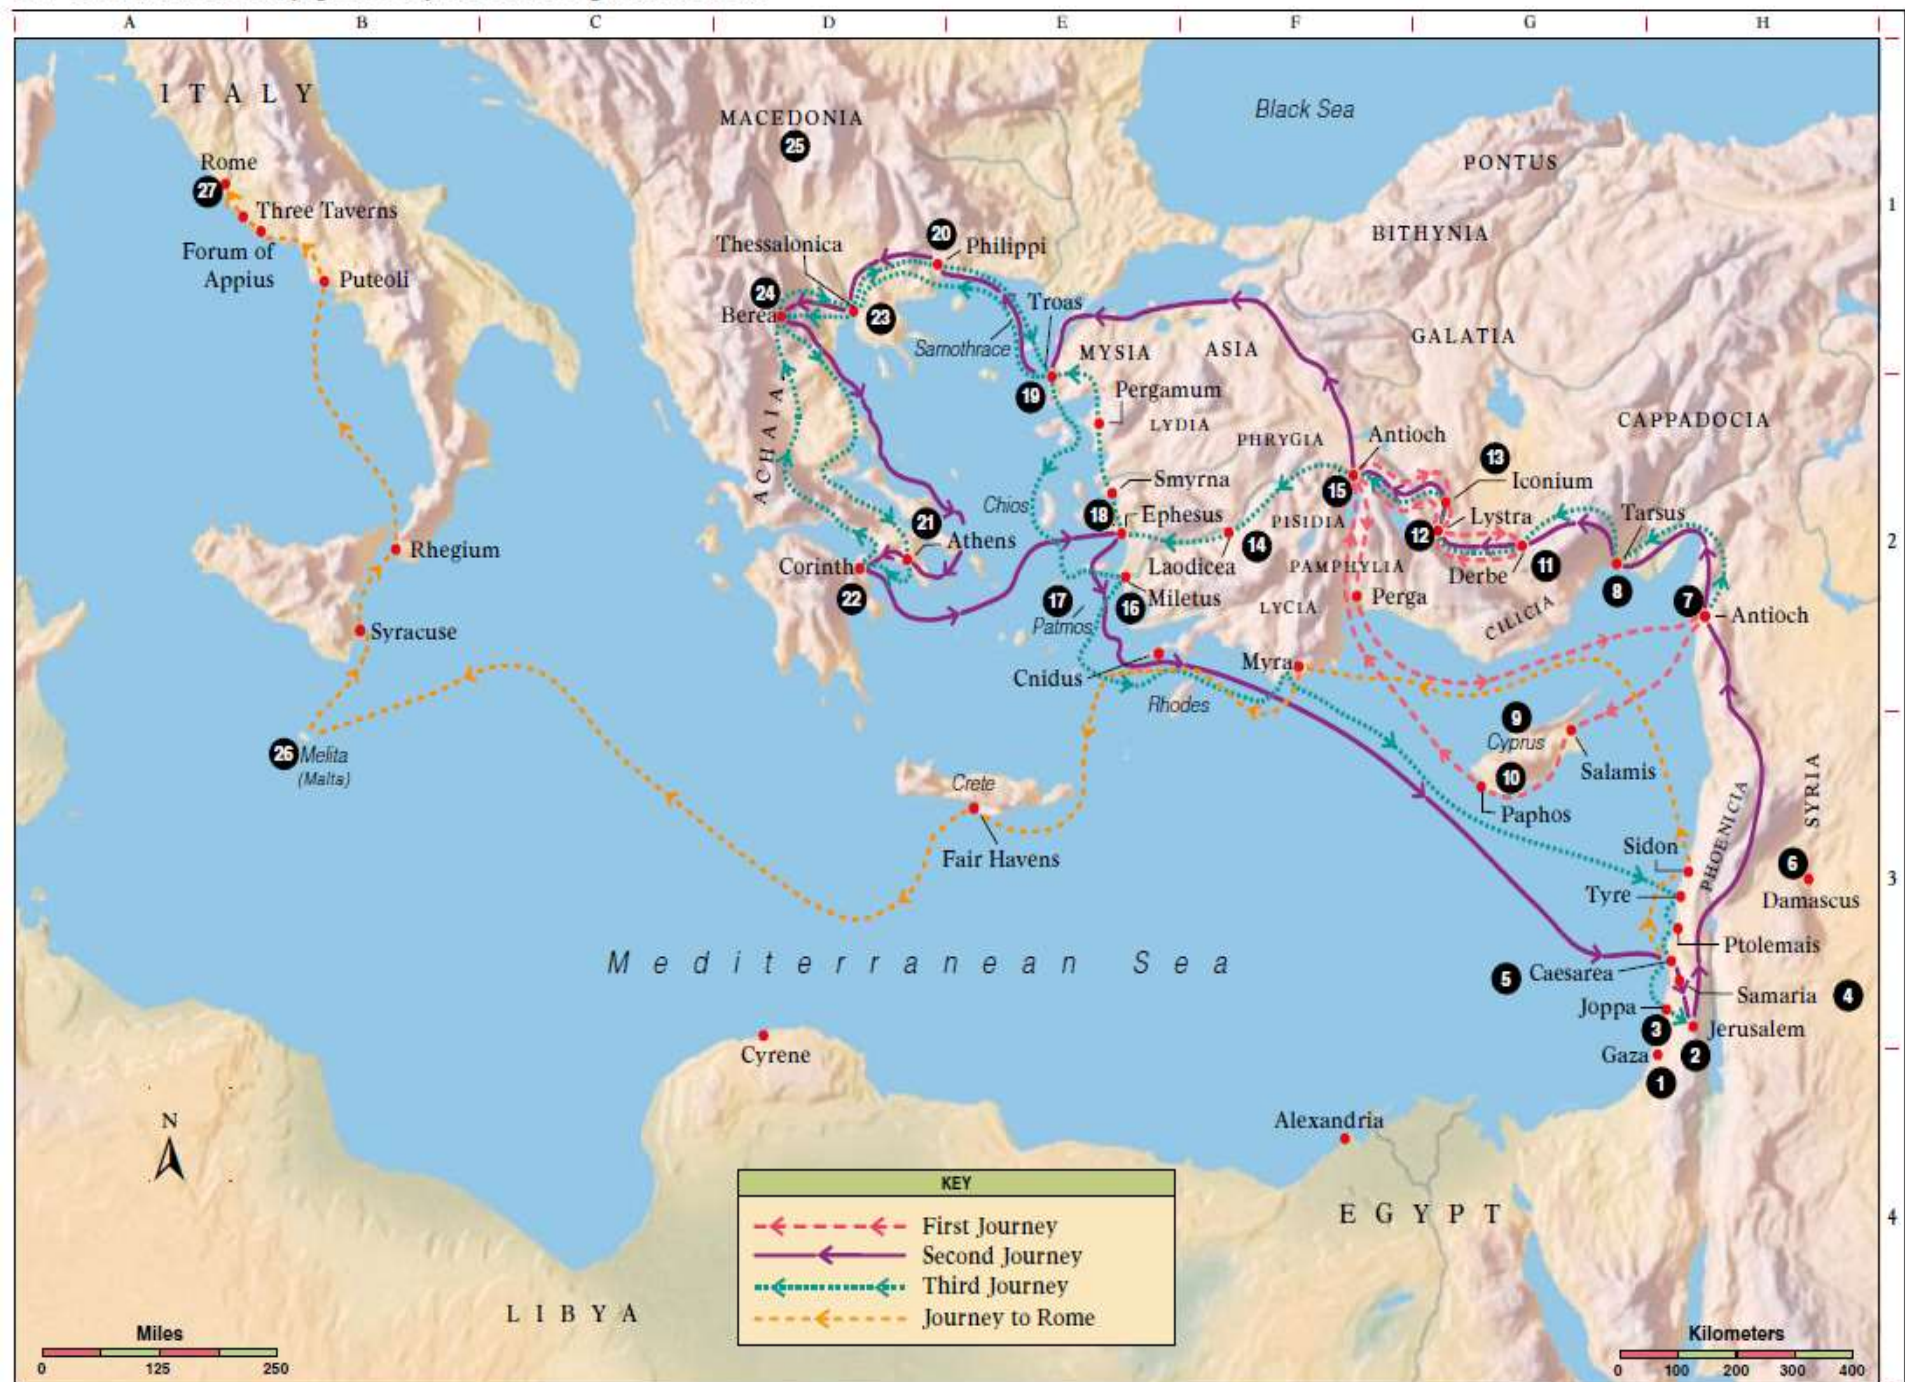 A B C D E F G H
ITALY
MACEDONIA
25
Black Sea
PONTUS
Rome
27
Three Taverns
1
Forum of
Appius
Puteoli
BITHYNIA
Thessalonica
20
Philippi
24
Berea
23
Troas
Samothrace
MYSIA
ASIA
GALATIA
19
Pergamum
LYDIA
PHRYGIA
Antioch
CAPPADOCIA
ACHAIA
13
Iconium
Smyrna
15
Chios
18
Ephesus
PISIDIA
12
Lystra
Tarsus
21
Athens
14
Rhegium
Corinth
Laodicea
PAMPHYLIA
Derbe
11
2
22
17
Patmos
16
Miletus
LYCIA
Perga
CILICIA
8
7
Antioch
Syracuse
Cnidus
Myra
Rhodes
9
Cyprus
26
Melita
(Malta)
Salamis
10
Paphos
Crete
PHOENICIA
SYRIA
Fair Havens
Sidon
6
3
Tyre
Damascus
Ptolemais
Mediterranean Sea
5
Caesarea
Samaria
4
Joppa
3
Jerusalem
Cyrene
Gaza
2
1
N
Alexandria
EGYPT
4
KEY
First Journey
Second Journey
Third Journey
Journey to Rome
LIBYA
Miles
0 125 250
Kilometers
0 100 200 300 400